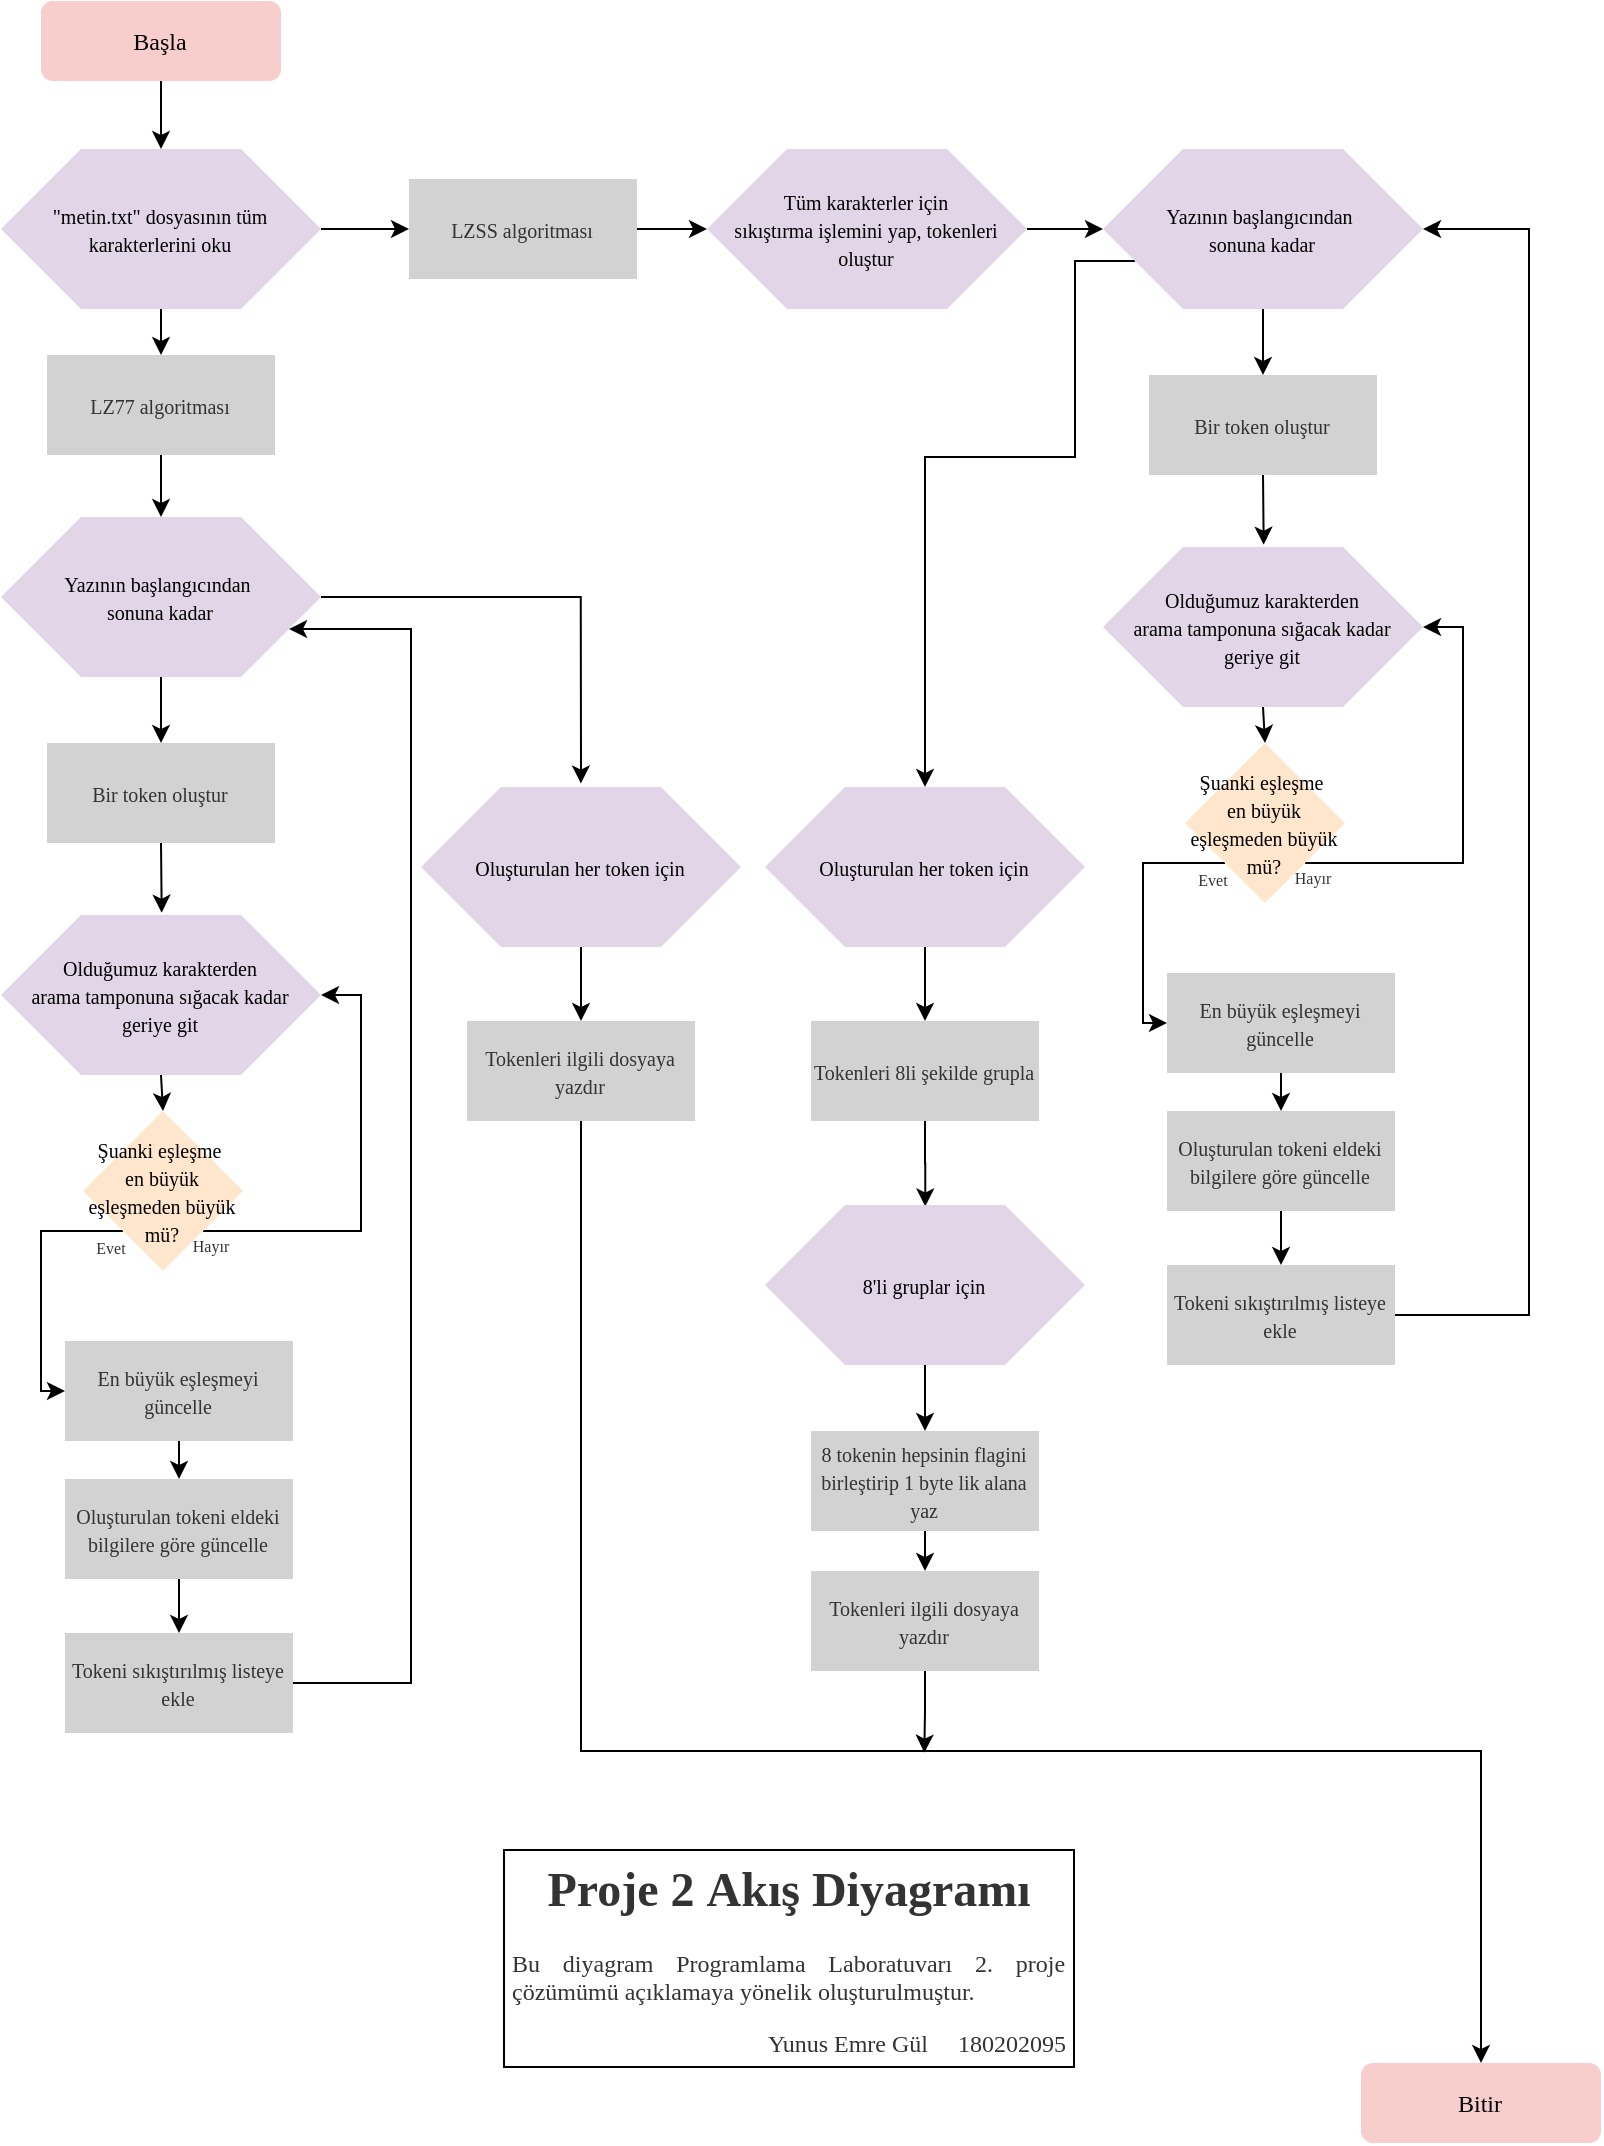 Başla
"metin.txt" dosyasının tüm
karakterlerini oku
LZSS algoritması
Tüm karakterler için
sıkıştırma işlemini yap, tokenleri
oluştur
Yazının başlangıcından
sonuna kadar
LZ77 algoritması
Bir token oluştur
Yazının başlangıcından
sonuna kadar
Olduğumuz karakterden
arama tamponuna sığacak kadar
geriye git
Bir token oluştur
Şuanki eşleşme
en büyük
eşleşmeden büyük
mü?
Evet
Hayır
Oluşturulan her token için
Oluşturulan her token için
Olduğumuz karakterden
arama tamponuna sığacak kadar
geriye git
En büyük eşleşmeyi
güncelle
Tokenleri ilgili dosyaya
yazdır
Tokenleri 8li şekilde grupla
Oluşturulan tokeni eldeki
bilgilere göre güncelle
Şuanki eşleşme
en büyük
eşleşmeden büyük
mü?
Evet
Hayır
8'li gruplar için
Tokeni sıkıştırılmış listeye
ekle
En büyük eşleşmeyi
güncelle
8 tokenin hepsinin flagini
birleştirip 1 byte lik alana
yaz
Oluşturulan tokeni eldeki
bilgilere göre güncelle
Tokenleri ilgili dosyaya
yazdır
Tokeni sıkıştırılmış listeye
ekle
Proje 2 Akış Diyagramı
Bu diyagram Programlama Laboratuvarı 2. proje
çözümümü açıklamaya yönelik oluşturulmuştur.
Yunus Emre Gül 180202095
Bitir